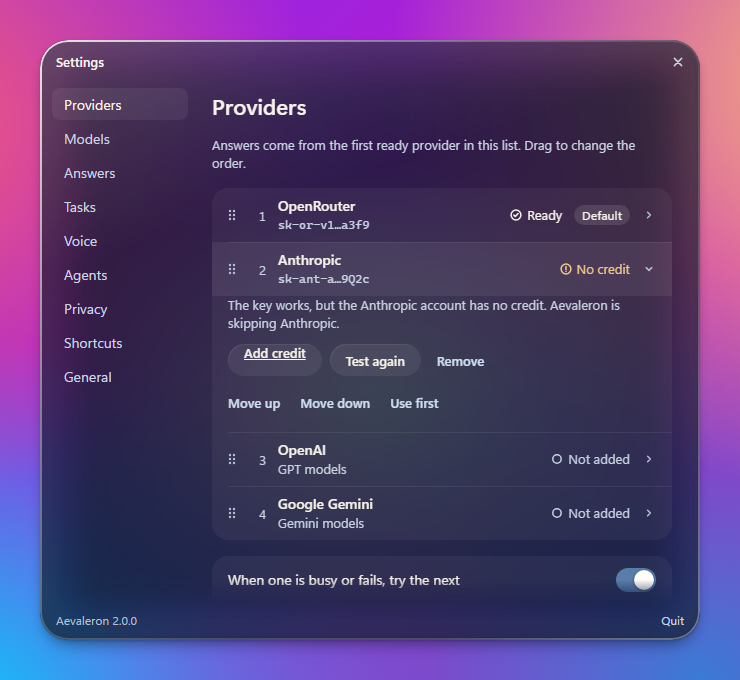 Settings
Providers
Models
Answers
Tasks
Voice
Agents
Privacy
Shortcuts
General
Providers
Answers come from the first ready provider in this list. Drag to change the
order.
1 OpenRouter
sk-or-v1…a3f9
Ready Default
2 Anthropic
sk-ant-a…9Q2c
No credit
The key works, but the Anthropic account has no credit. Aevaleron is
skipping Anthropic.
Add credit Test again Remove
Move up Move down Use first
3 OpenAI
GPT models
Not added
4 Google Gemini
Gemini models
Not added
When one is busy or fails, try the next
Aevaleron 2.0.0
Quit